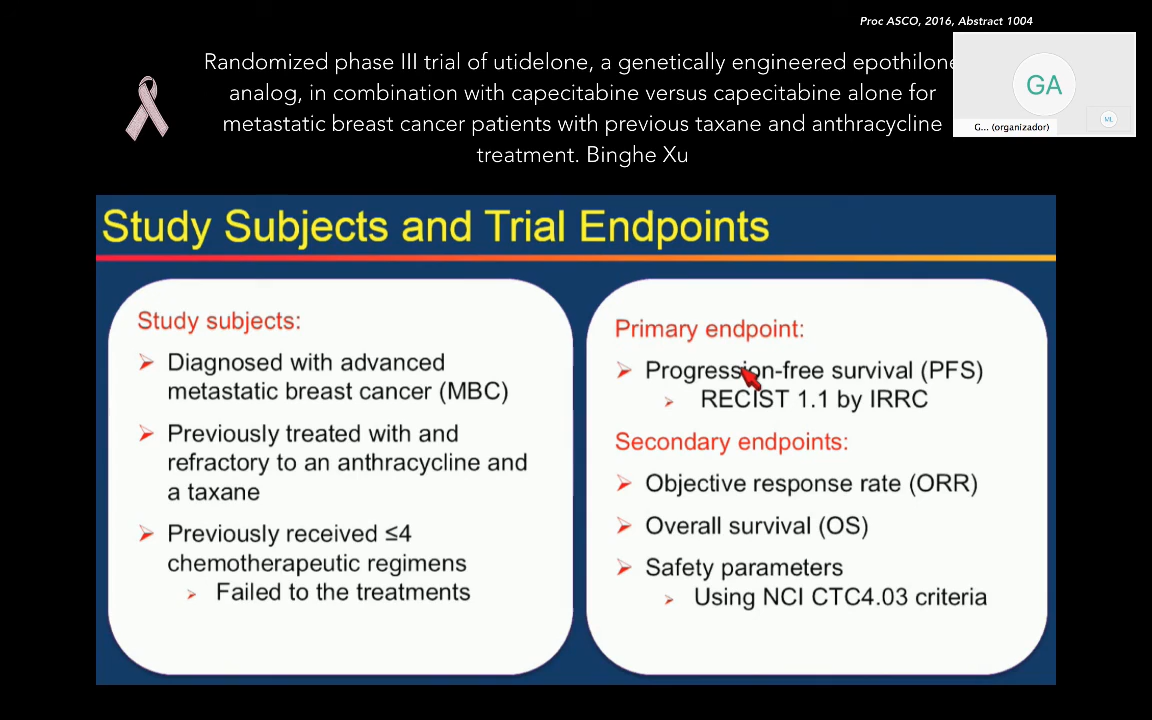 Proc ASCO, 2016, Abstract 1004
Randomized phase III trial of utidelone, a genetically engineered epothilone
analog, in combination with capecitabine versus capecitabine alone for
metastatic breast cancer patients with previous taxane and anthracycline
treatment. Binghe Xu
GA
G... (organizador)
ML
Study Subjects and Trial Endpoints
Study subjects:
Diagnosed with advanced
metastatic breast cancer (MBC)
Previously treated with and
refractory to an anthracycline and
a taxane
Previously received ≤4
chemotherapeutic regimens
Failed to the treatments
Primary endpoint:
Progression-free survival (PFS)
RECIST 1.1 by IRRC
Secondary endpoints:
Objective response rate (ORR)
Overall survival (OS)
Safety parameters
Using NCI CTC4.03 criteria